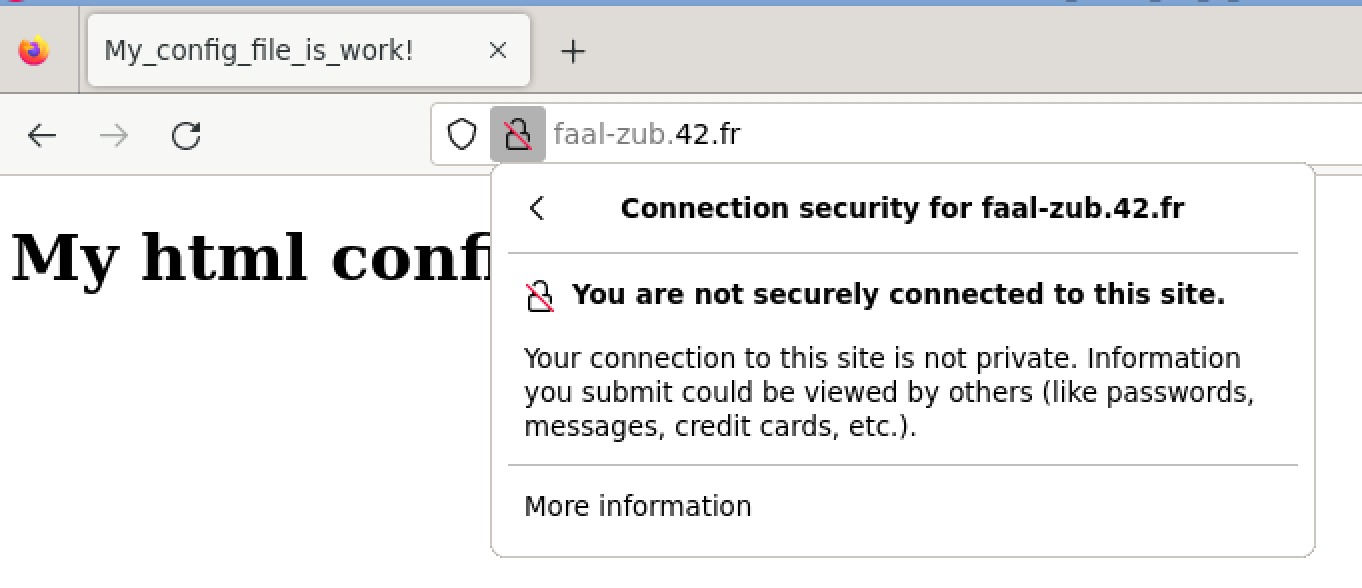 My_config_file_is_work!
faal-zub.42.fr
Connection security for faal-zub.42.fr
My html conf
You are not securely connected to this site.
Your connection to this site is not private. Information
you submit could be viewed by others (like passwords,
messages, credit cards, etc.).
More information